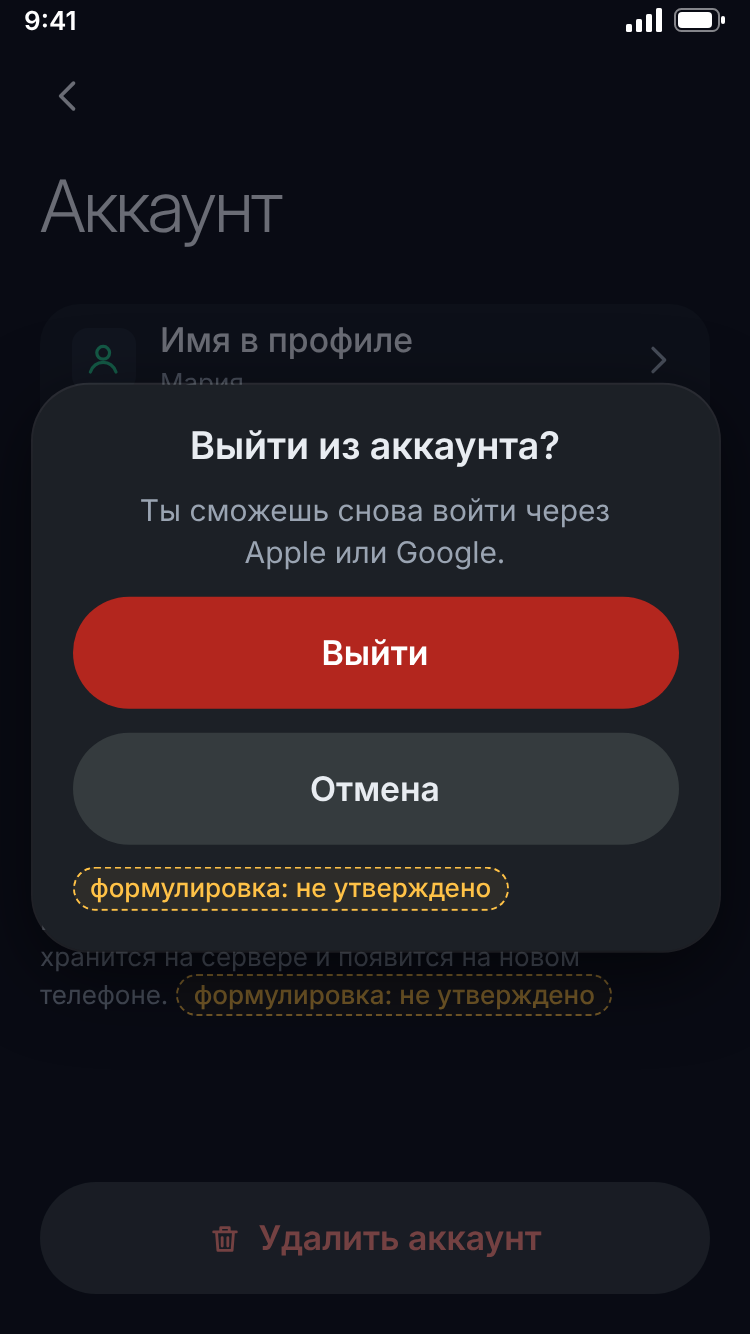 9:41
Аккаунт
Имя в профиле
Мария
Выйти из аккаунта?
Ты сможешь снова войти через
Apple или Google.
Выйти
Отмена
формулировка: не утверждено
хранится на сервере и появится на новом
телефоне. формулировка: не утверждено
Удалить аккаунт